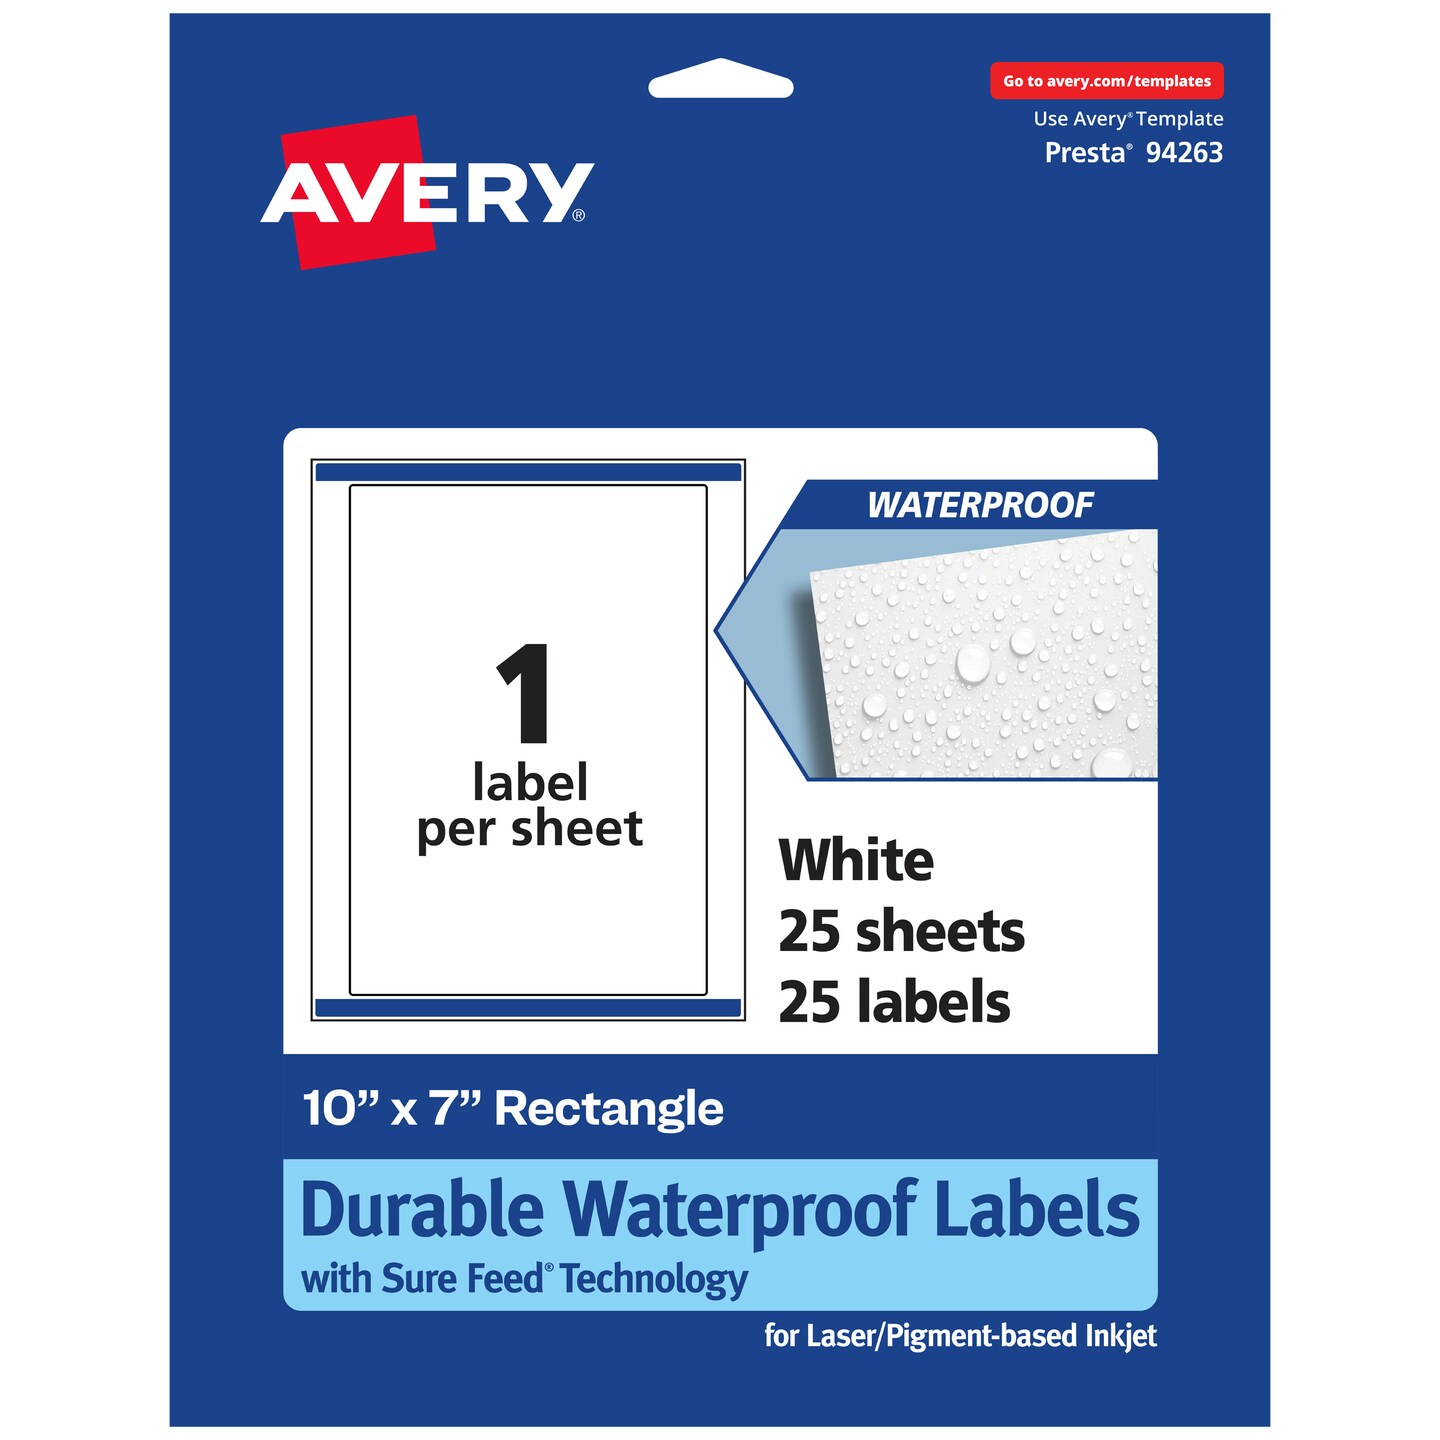 Go to avery.com/templates
Use Avery® Template
Presta® 94263
AVERY®
WATERPROOF
1
label
per sheet
White
25 sheets
25 labels
10” x 7” Rectangle
Durable Waterproof Labels
with Sure Feed® Technology
for Laser/Pigment-based Inkjet